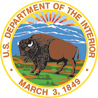 U.S. DEPARTMENT OF THE INTERIOR
MARCH 3, 1849